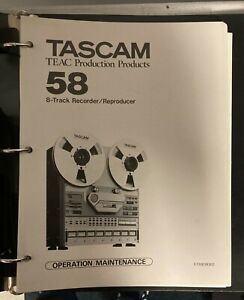 TASCAM
TEAC Production Products
58
8-Track Recorder/Reproducer
OPERATION/MAINTENANCE